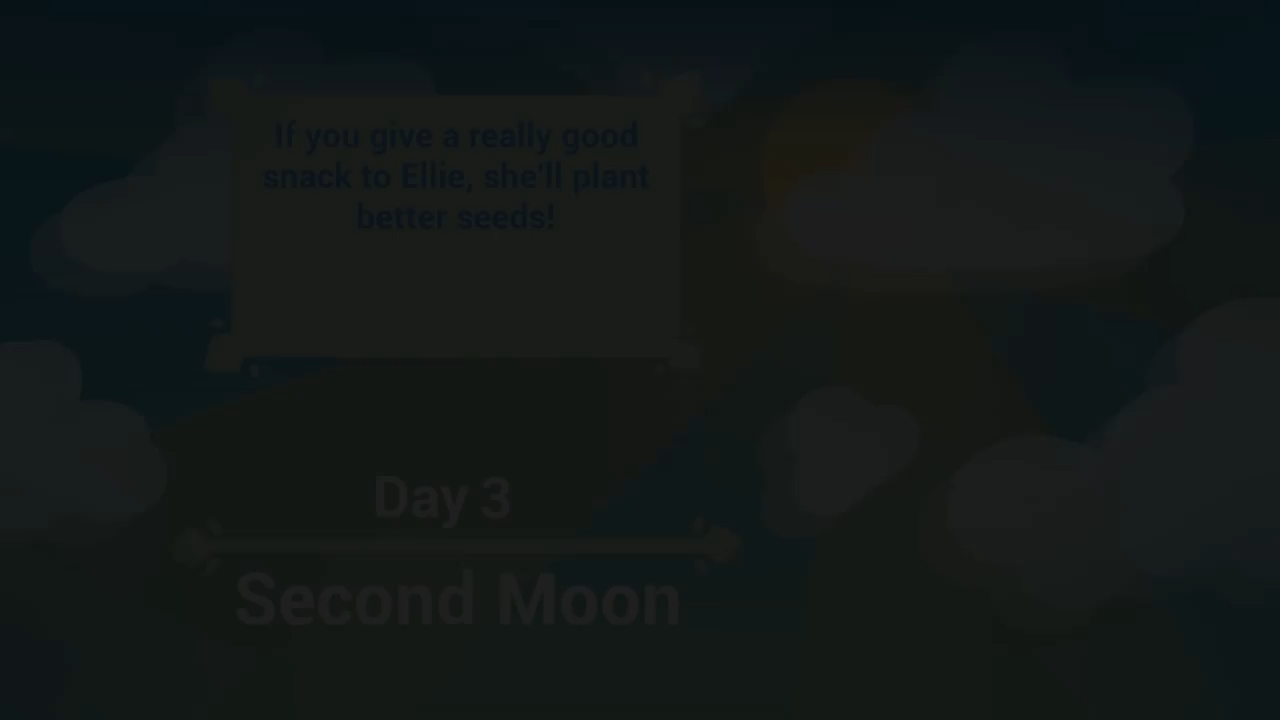 If you give a really good
snack to Ellie, she'll plant
better seeds!
Day 3
Second Moon